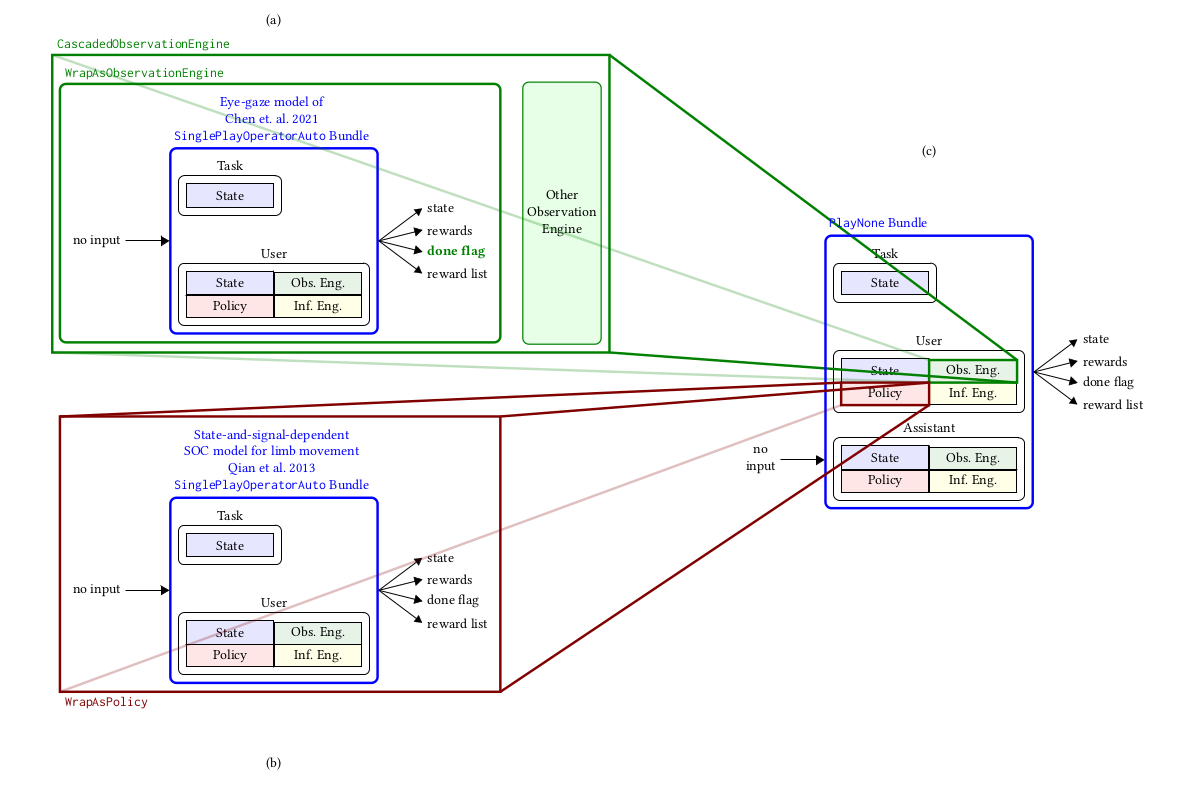 (a)
CascadedObservationEngine
WrapAsObservationEngine
Eye-gaze model of
Chen et. al. 2021
SinglePlayOperatorAuto Bundle
Task
State
no input
User
State
Obs. Eng.
Policy
Inf. Eng.
state
rewards
done flag
reward list
Other
Observation
Engine
State-and-signal-dependent
SOC model for limb movement
Qian et al. 2013
SinglePlayOperatorAuto Bundle
Task
State
no input
User
State
Obs. Eng.
Policy
Inf. Eng.
state
rewards
done flag
reward list
WrapAsPolicy
(b)
(c)
PlayNone Bundle
Task
State
User
State
Obs. Eng.
Policy
Inf. Eng.
Assistant
State
Obs. Eng.
Policy
Inf. Eng.
no
input
state
rewards
done flag
reward list